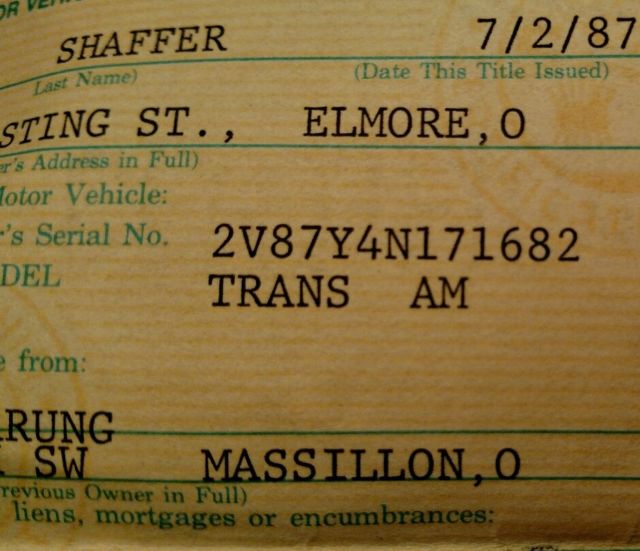 SHAFFER 7/2/87
Last Name) (Date This Title Issued)
STING ST., ELMORE,O
er's Address in Full)
Motor Vehicle:
r's Serial No. 2V87Y4N171682
DEL TRANS AM
e from:
RUNG
SW MASSILLON,O
revious Owner in Full)
liens, mortgages or encumbrances: